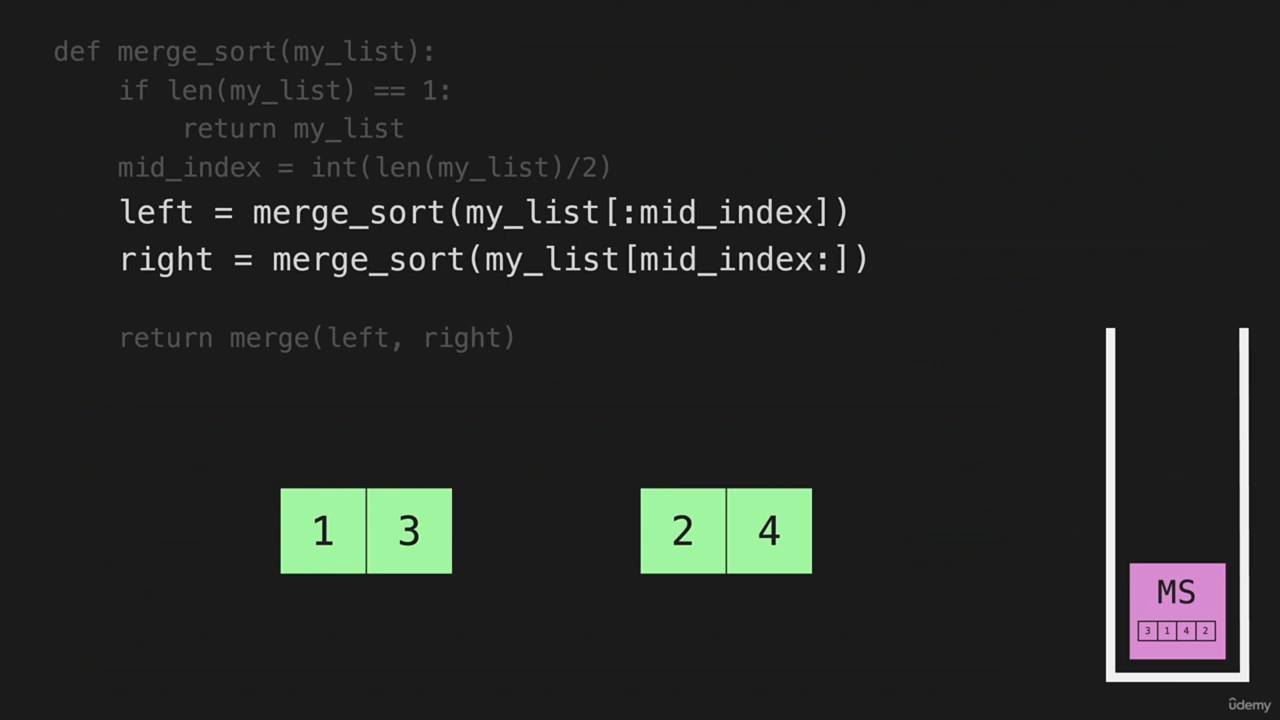 def merge_sort(my_list):
    if len(my_list) == 1:
        return my_list
    mid_index = int(len(my_list)/2)
    left = merge_sort(my_list[:mid_index])
    right = merge_sort(my_list[mid_index:])
    return merge(left, right)
1 3 2 4
MS
3 1 4 2
ûdemy